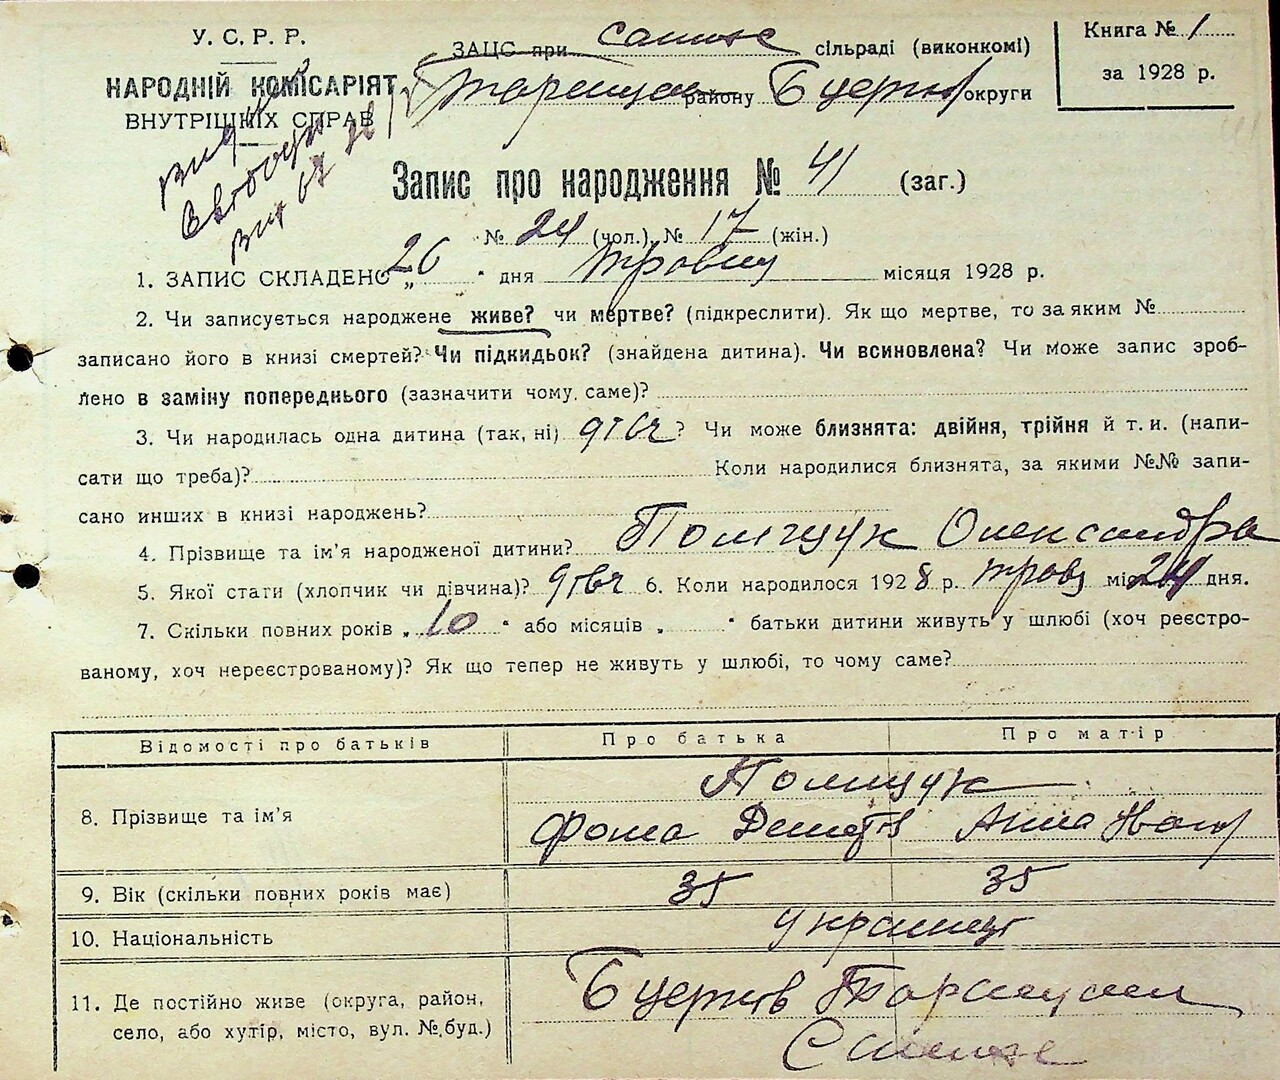 У. С. Р. Р.
НАРОДНІЙ КОМІСАРІЯТ
ВНУТРІШНІХ СПРАВ
ЗАЦС при сільраді (виконкомі)
району округи
Книга № 1
за 1928 р.
Запис про народження № 41 (заг.)
№ 24 (чол.), № 17 (жін.)
1. ЗАПИС СКЛАДЕНО „26 " дня травня місяця 1928 р.
2. Чи записується народжене живе? чи мертве? (підкреслити). Як що мертве, то за яким №
записано його в книзі смертей? Чи підкидьок? (знайдена дитина). Чи всиновлена? Чи може запис зроб-
лено в заміну попереднього (зазначити чому саме)?
3. Чи народилась одна дитина (так, ні) ? Чи може близнята: двійня, трійня й т. и. (напи-
сати що треба)? Коли народилися близнята, за якими №№ запи-
сано инших в книзі народжень?
4. Прізвище та ім'я народженої дитини? Поліщук Олександра
5. Якої стати (хлопчик чи дівчина)? дівч 6. Коли народилося 1928 р. трав міс 24 дня.
7. Скільки повних років „ 10 " або місяців „ " батьки дитини живуть у шлюбі (хоч реєстро-
ваному, хоч нереєстрованому)? Як що тепер не живуть у шлюбі, то чому саме?
Відомості про батьків Про батька Про матір
8. Прізвище та ім'я Поліщук
Фома Анна Іван
9. Вік (скільки повних років має) 35 35
10. Національність українці
11. Де постійно живе (округа, район,
село, або хутір, місто, вул. №, буд.)